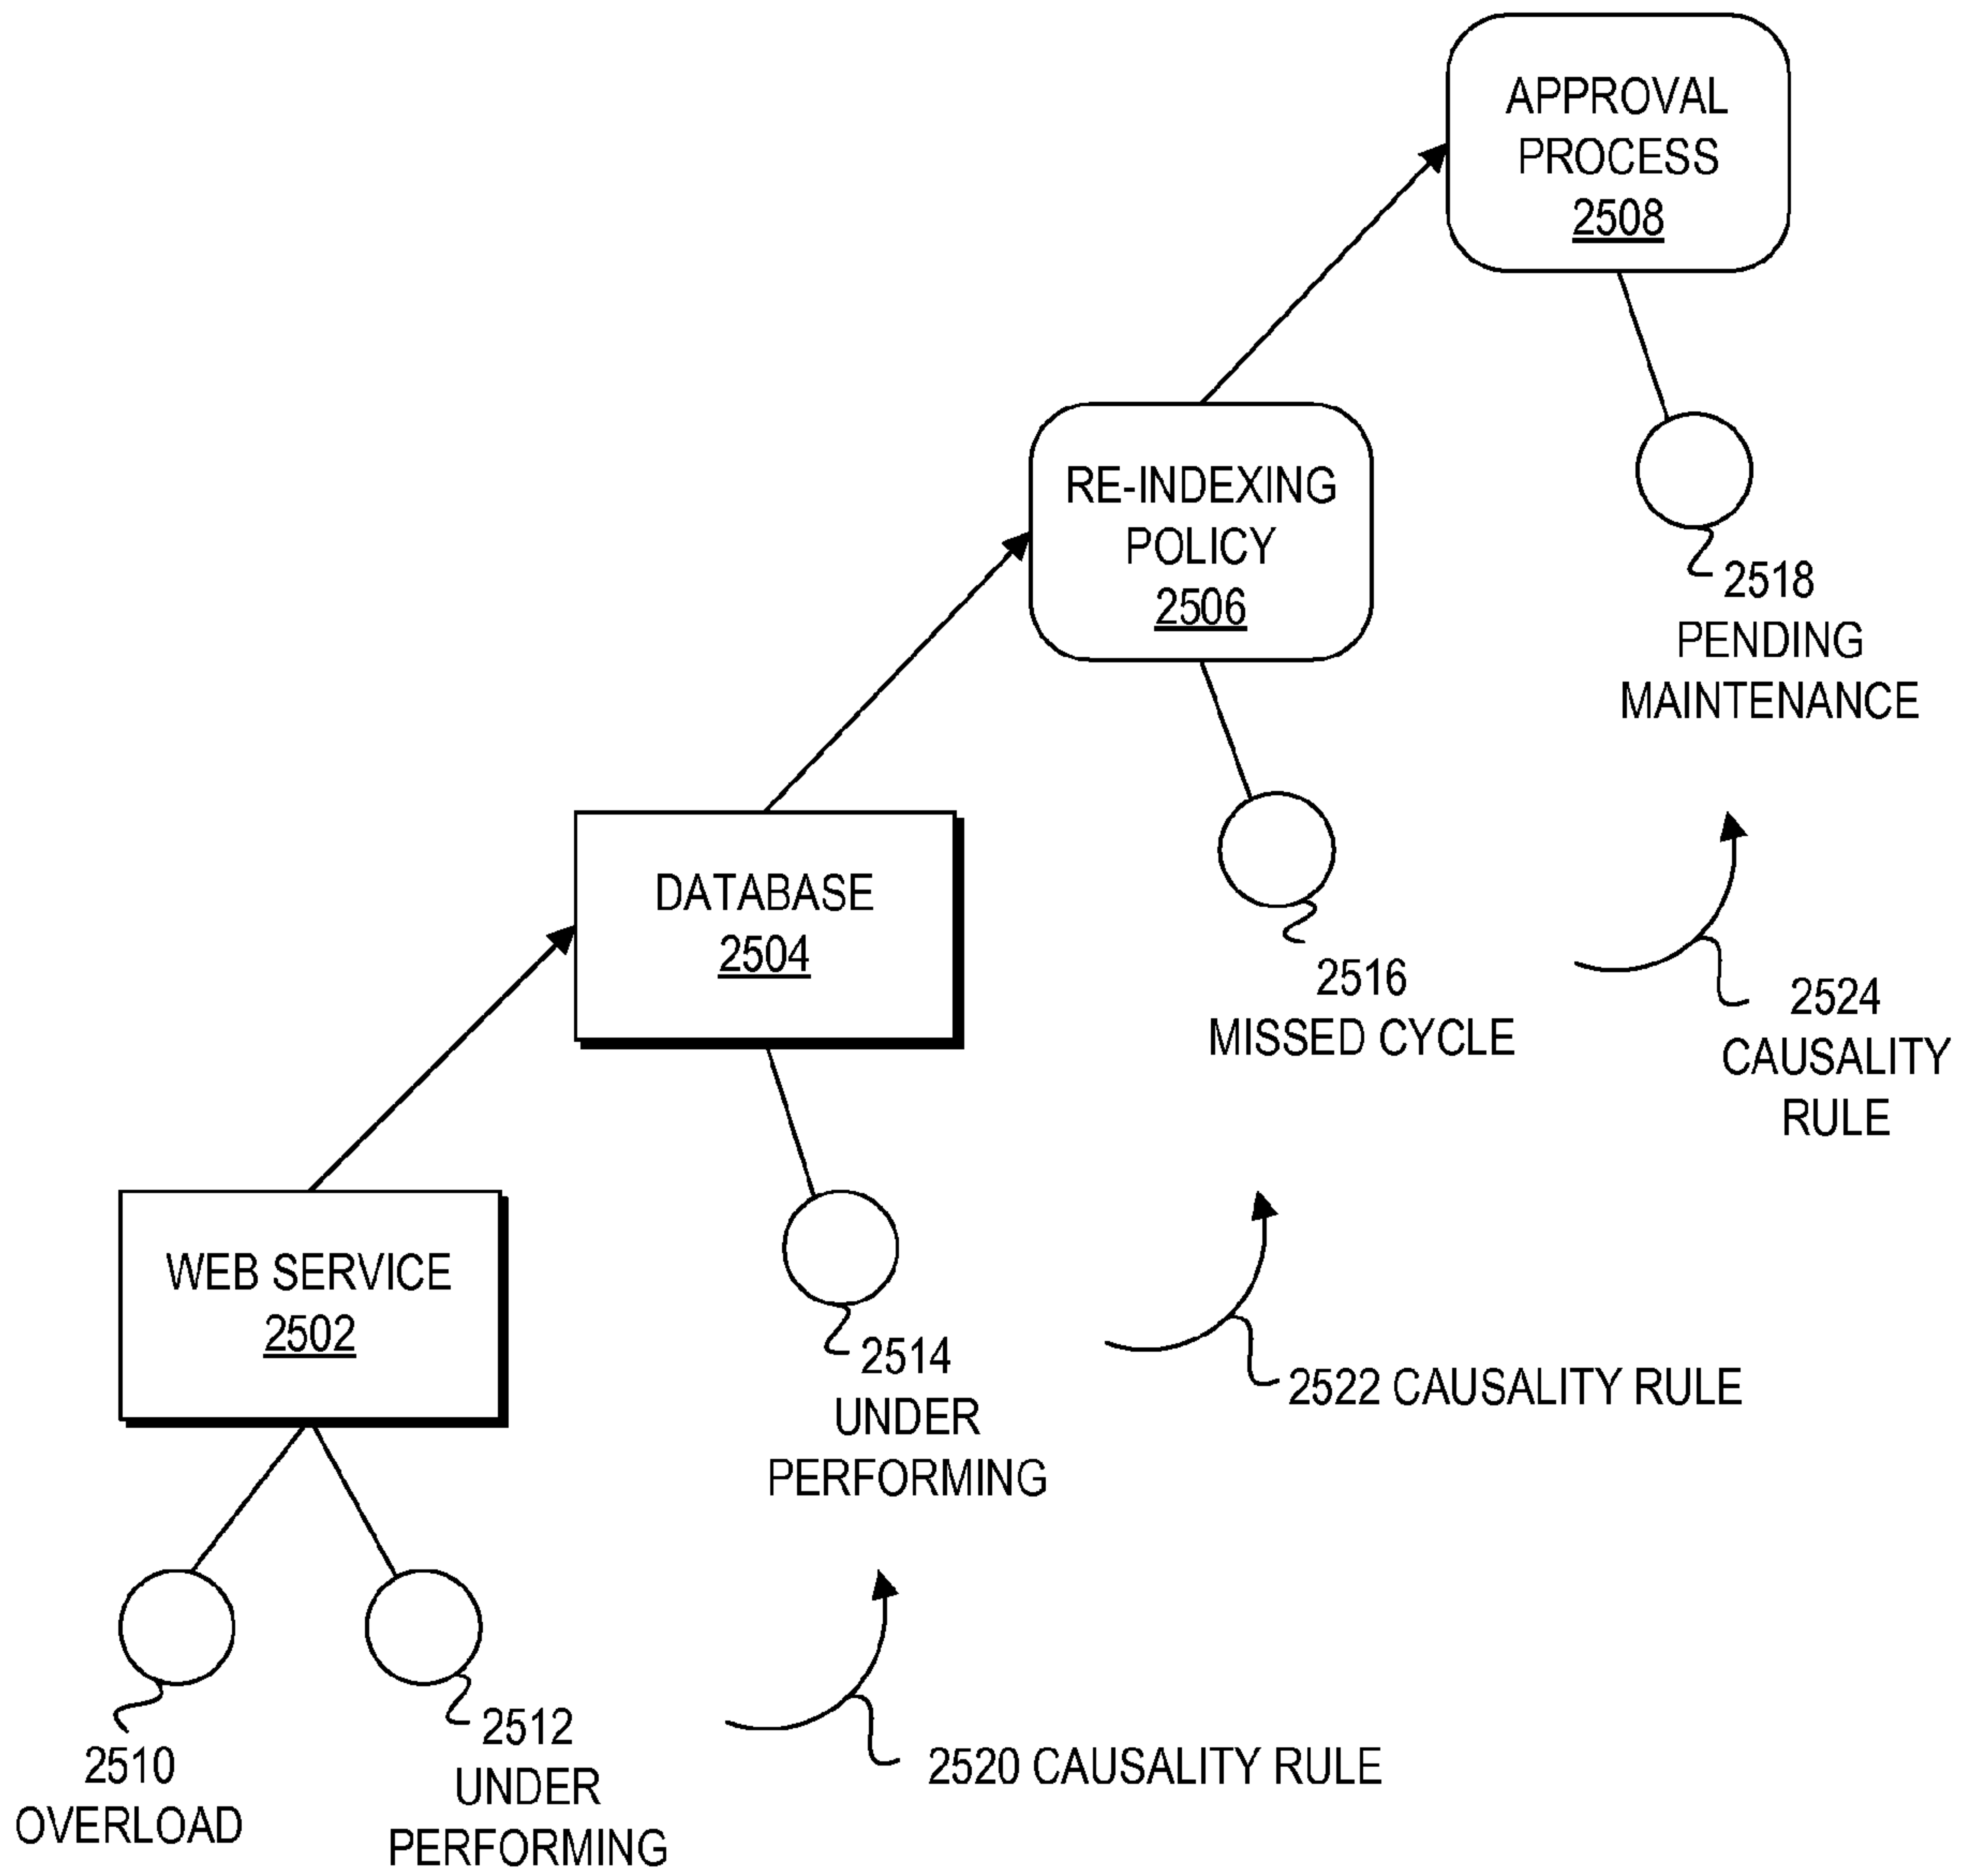 APPROVAL
PROCESS
2508
RE-INDEXING
POLICY
2506
2518
PENDING
MAINTENANCE
DATABASE
2504
2516
MISSED CYCLE
2524
CAUSALITY
RULE
WEB SERVICE
2502
2514
UNDER
PERFORMING
2522 CAUSALITY RULE
2510
OVERLOAD
2512
UNDER
PERFORMING
2520 CAUSALITY RULE